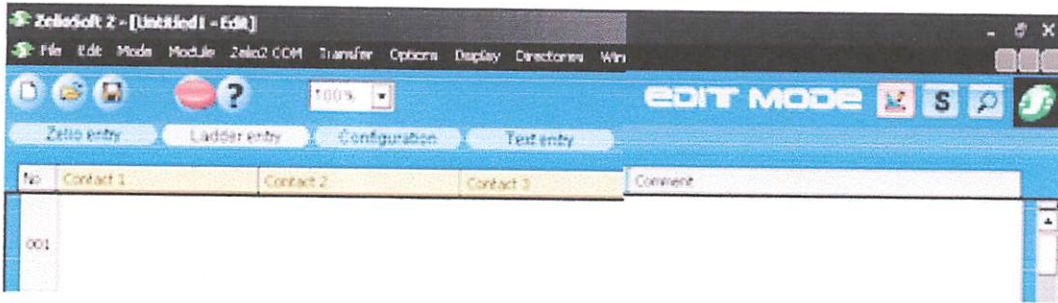 ZelioSoft 2 - [Untitled1 - Edit]
File Edit Mode Module Zelio2 COM Transfer Options Display Directories Win
? 100% EDIT MODE S
Zelio entry Ladder entry Configuration Text entry
No Contact 1 Contact 2 Contact 3 Comment
001